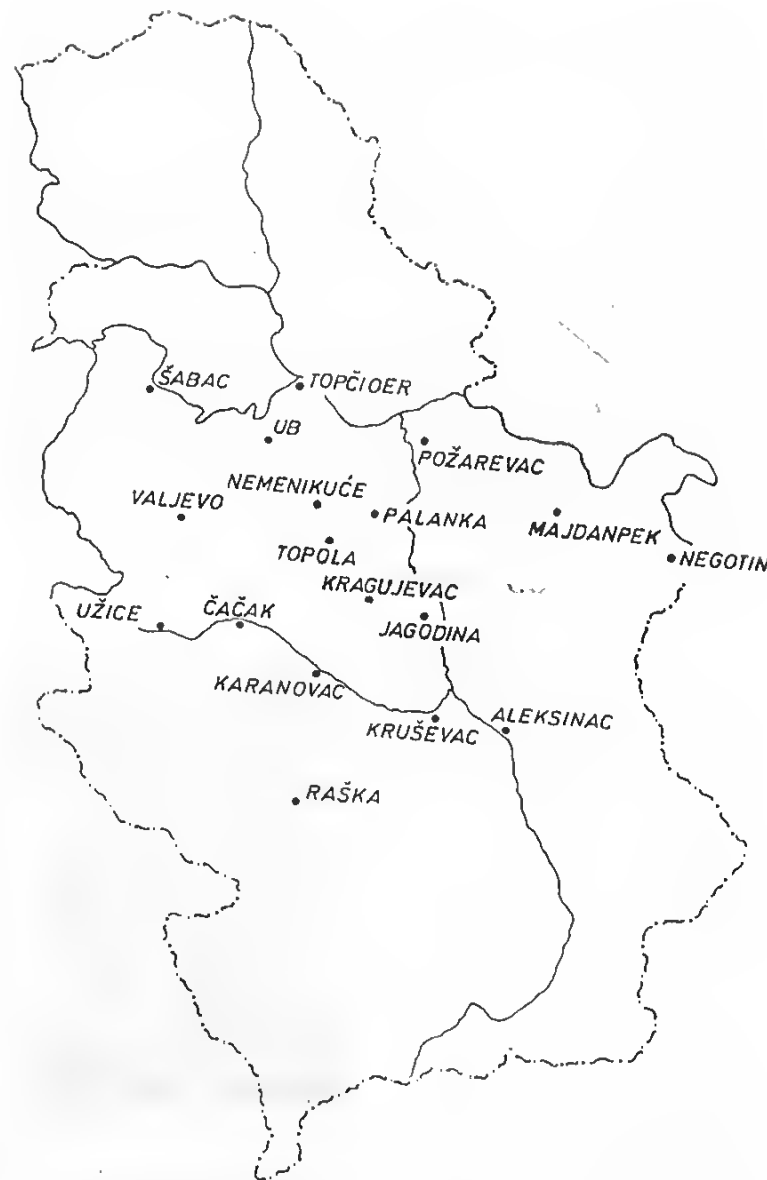 ŠABAC
TOPČIOER
UB
POŽAREVAC
NEMENIKUĆE
VALJEVO
PALANKA
MAJDANPEK
TOPOLA
NEGOTIN
KRAGUJEVAC
UŽICE
ČAČAK
JAGODINA
KARANOVAC
ALEKSINAC
KRUŠEVAC
RAŠKA